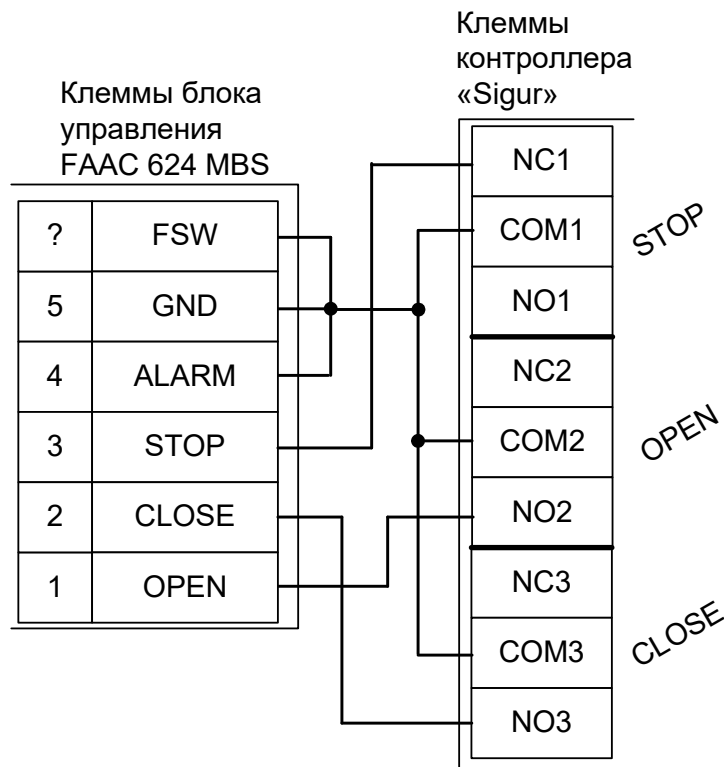 Клеммы блока
управления
FAAC 624 MBS
? FSW
5 GND
4 ALARM
3 STOP
2 CLOSE
1 OPEN
Клеммы
контроллера
«Sigur»
NC1
COM1
NO1
STOP
NC2
COM2
NO2
OPEN
NC3
COM3
NO3
CLOSE